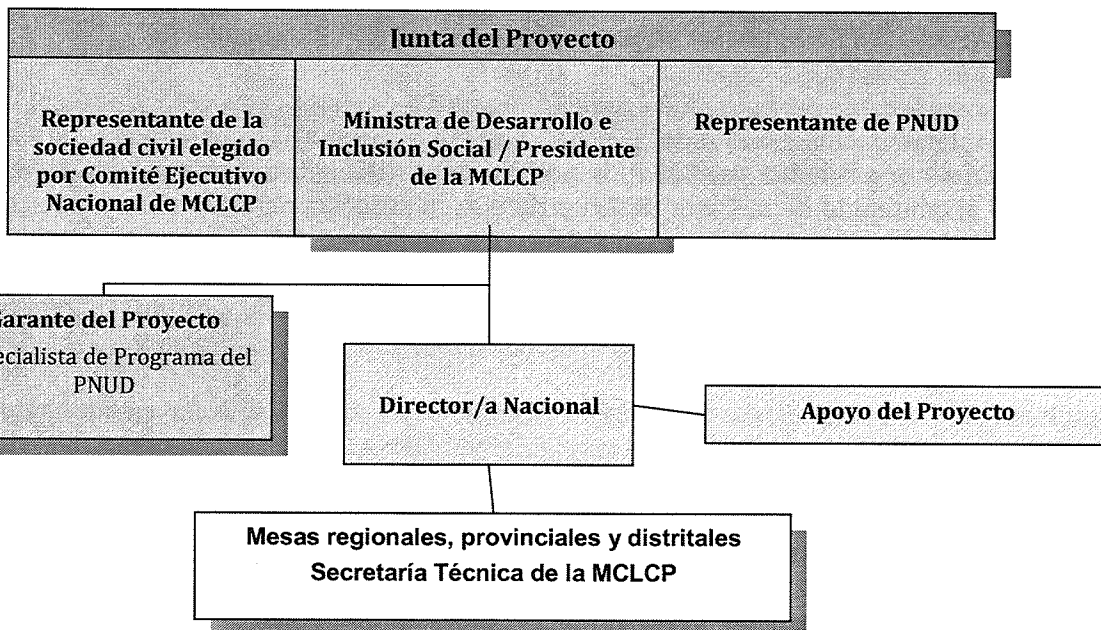 Junta del Proyecto
Representante de la
sociedad civil elegido
por Comité Ejecutivo
Nacional de MCLCP
Ministra de Desarrollo e
Inclusión Social / Presidente
de la MCLCP
Representante de PNUD
arante del Proyecto
ecialista de Programa del
PNUD
Director/a Nacional
Apoyo del Proyecto
Mesas regionales, provinciales y distritales
Secretaría Técnica de la MCLCP